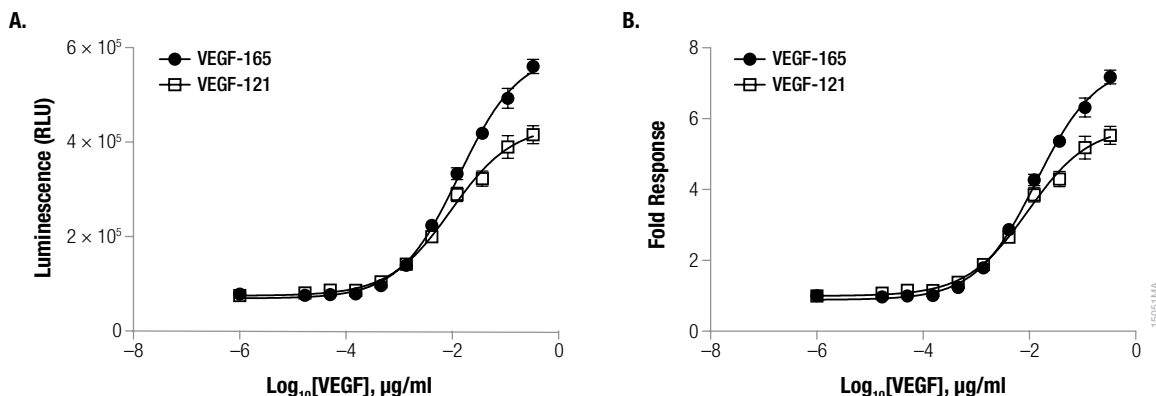 A.
6 × 10⁵
4 × 10⁵
2 × 10⁵
0
Luminescence (RLU)
VEGF-165
VEGF-121
–8
–6
–4
–2
0
Log₁₀[VEGF], µg/ml
B.
8
6
4
2
0
Fold Response
VEGF-165
VEGF-121
–8
–6
–4
–2
0
Log₁₀[VEGF], µg/ml
15051MA